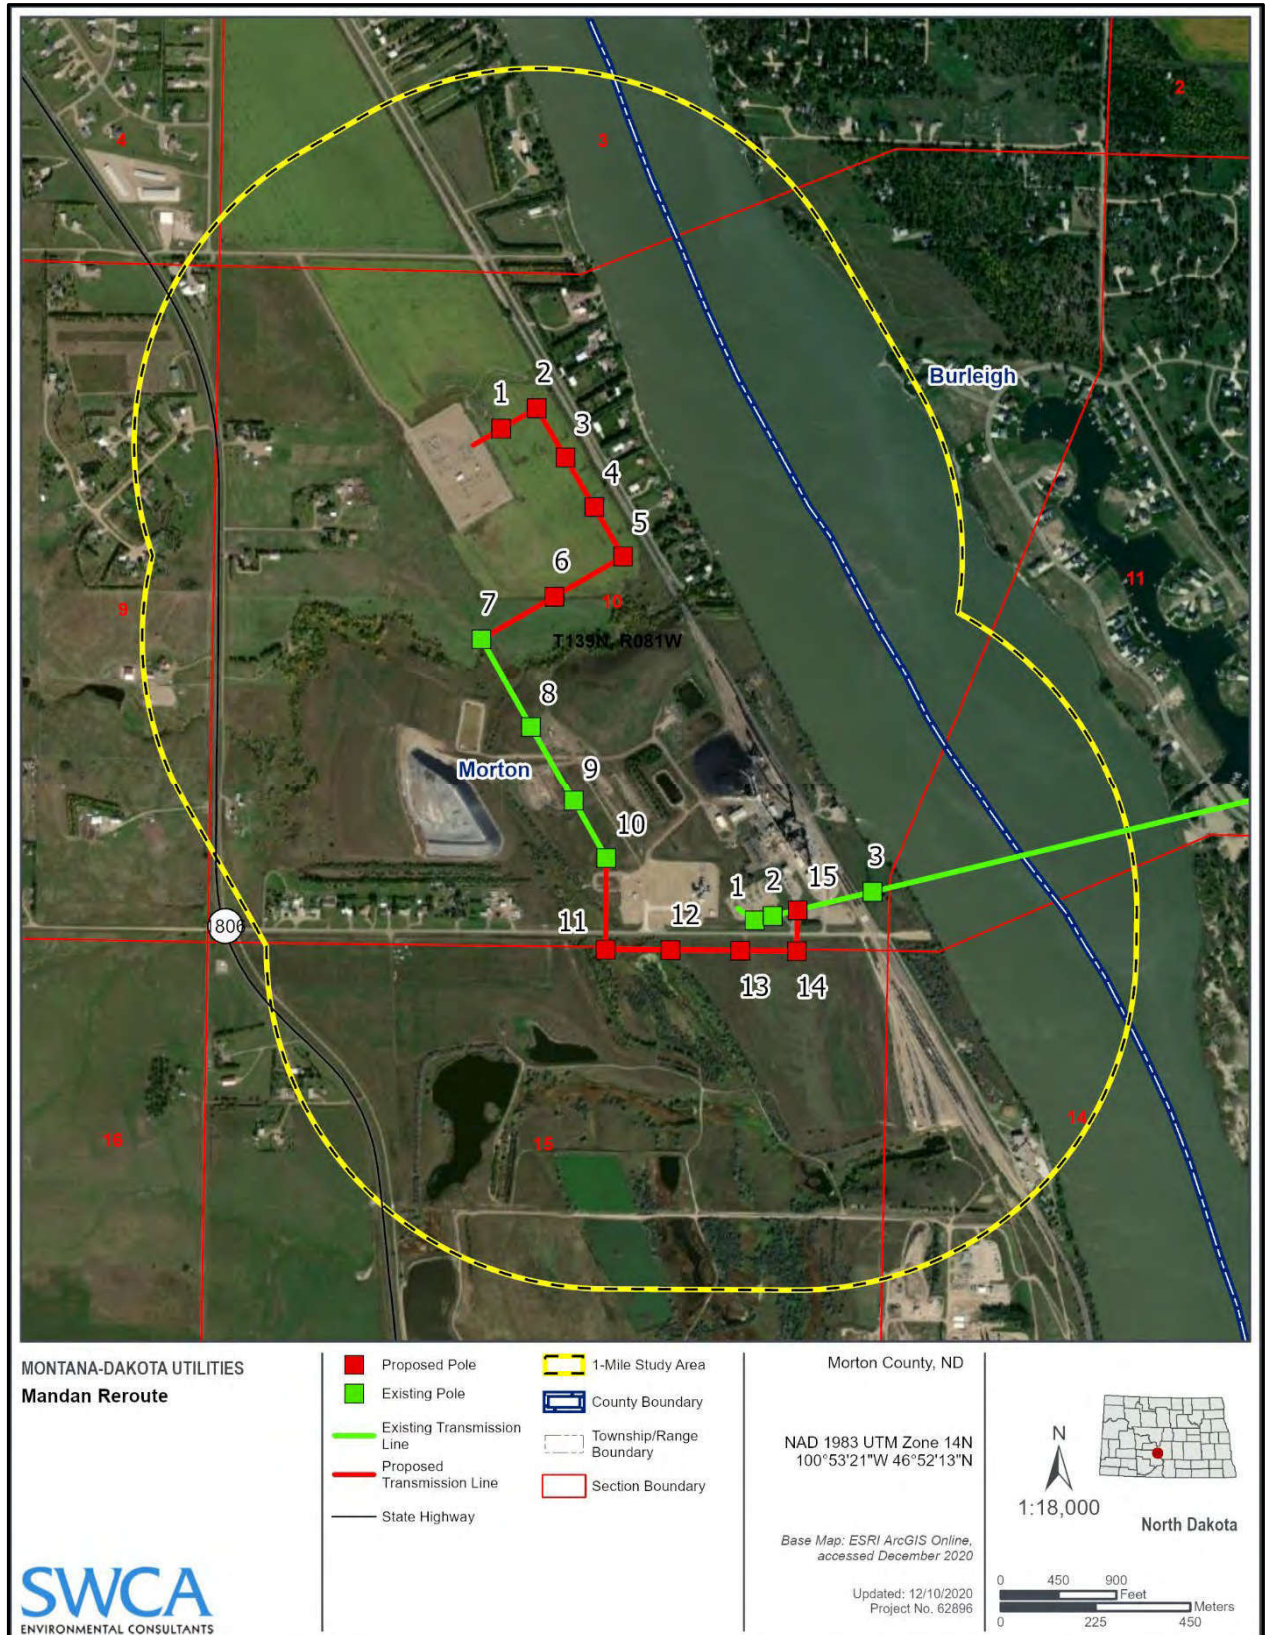 2
4
3
Burleigh
2
1
3
4
5
11
6
9
7
10
T139N, R081W
8
Morton
9
10
3
15
2
1
1806
11
12
13
14
14
15
16
MONTANA-DAKOTA UTILITIES
Mandan Reroute
SWCA
ENVIRONMENTAL CONSULTANTS
Proposed Pole
Existing Pole
Existing Transmission
Line
Proposed
Transmission Line
State Highway
1-Mile Study Area
County Boundary
Township/Range
Boundary
Section Boundary
Morton County, ND
NAD 1983 UTM Zone 14N
100°53'21"W 46°52'13"N
Base Map: ESRI ArcGIS Online,
accessed December 2020
Updated: 12/10/2020
Project No. 62896
N
1:18,000
North Dakota
0 450 900
Feet
Meters
0 225 450